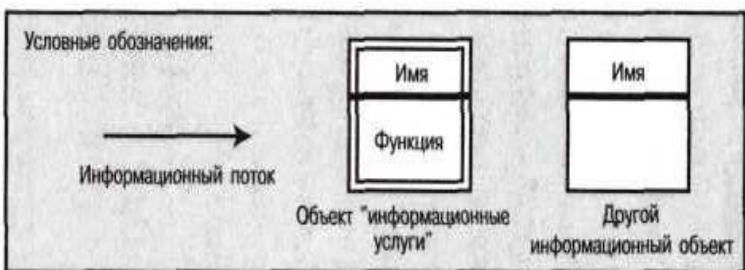 Условные обозначения:
Имя
Функция
Имя
Информационный поток
Объект "информационные
услуги"
Другой
информационный объект